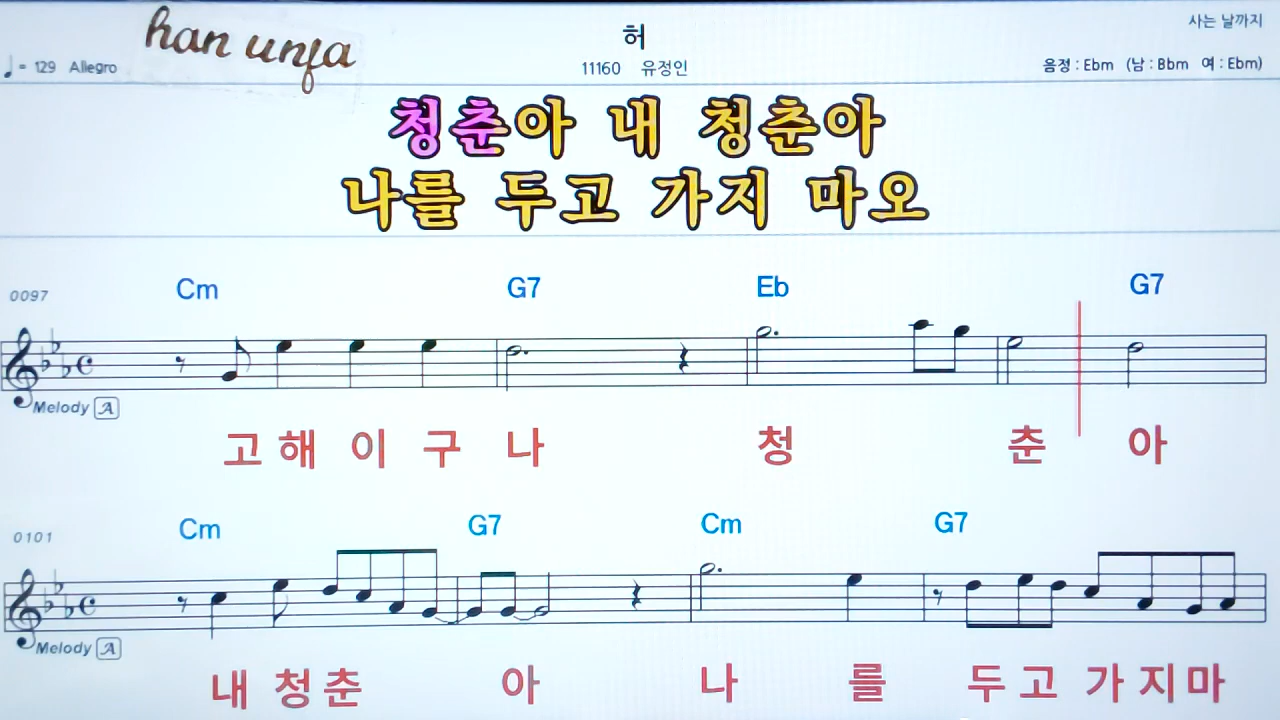 han unfa
허
사는 날까지
♩= 129 Allegro
11160 유정인
음정 : Ebm (남 : Bbm 여 : Ebm)
청춘아 내 청춘아
나를 두고 가지 마오
0097
Cm G7 Eb G7
Melody A
고 해 이 구 나 청 춘 아
0101
Cm G7 Cm G7
Melody A
내 청 춘 아 나 를 두 고 가 지 마